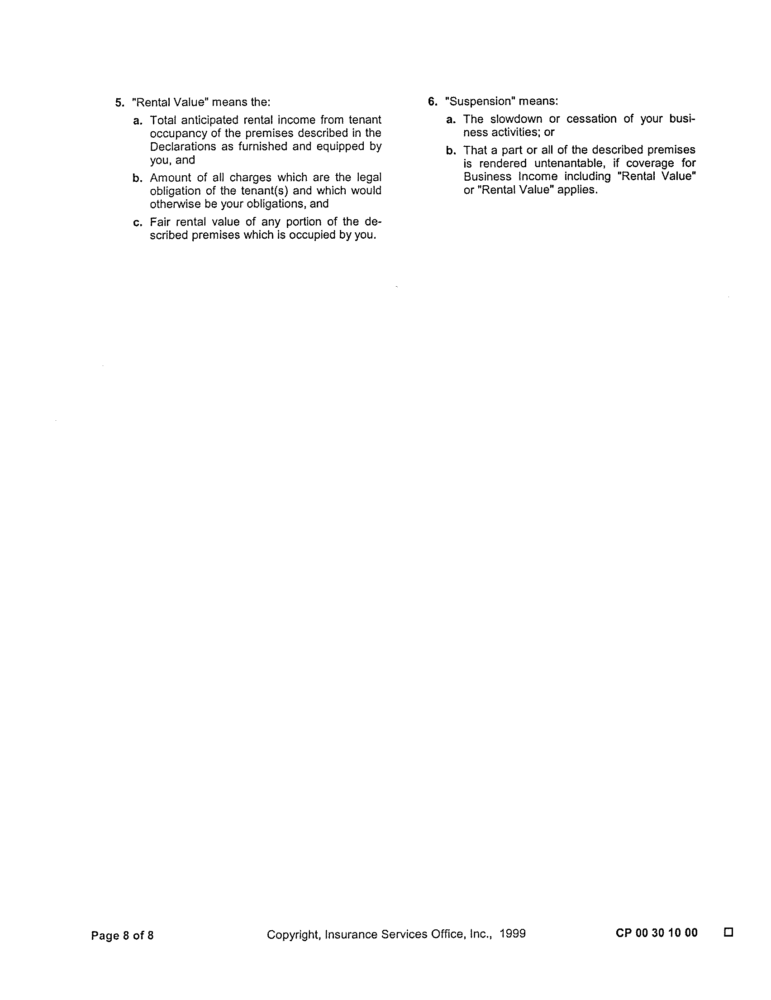 5. "Rental Value" means the:
a. Total anticipated rental income from tenant
occupancy of the premises described in the
Declarations as furnished and equipped by
you, and
b. Amount of all charges which are the legal
obligation of the tenant(s) and which would
otherwise be your obligations, and
c. Fair rental value of any portion of the de-
scribed premises which is occupied by you.
6. "Suspension" means:
a. The slowdown or cessation of your busi-
ness activities; or
b. That a part or all of the described premises
is rendered untenantable, if coverage for
Business Income including "Rental Value"
or "Rental Value" applies.
Page 8 of 8 Copyright, Insurance Services Office, Inc., 1999 CP 00 30 10 00 □